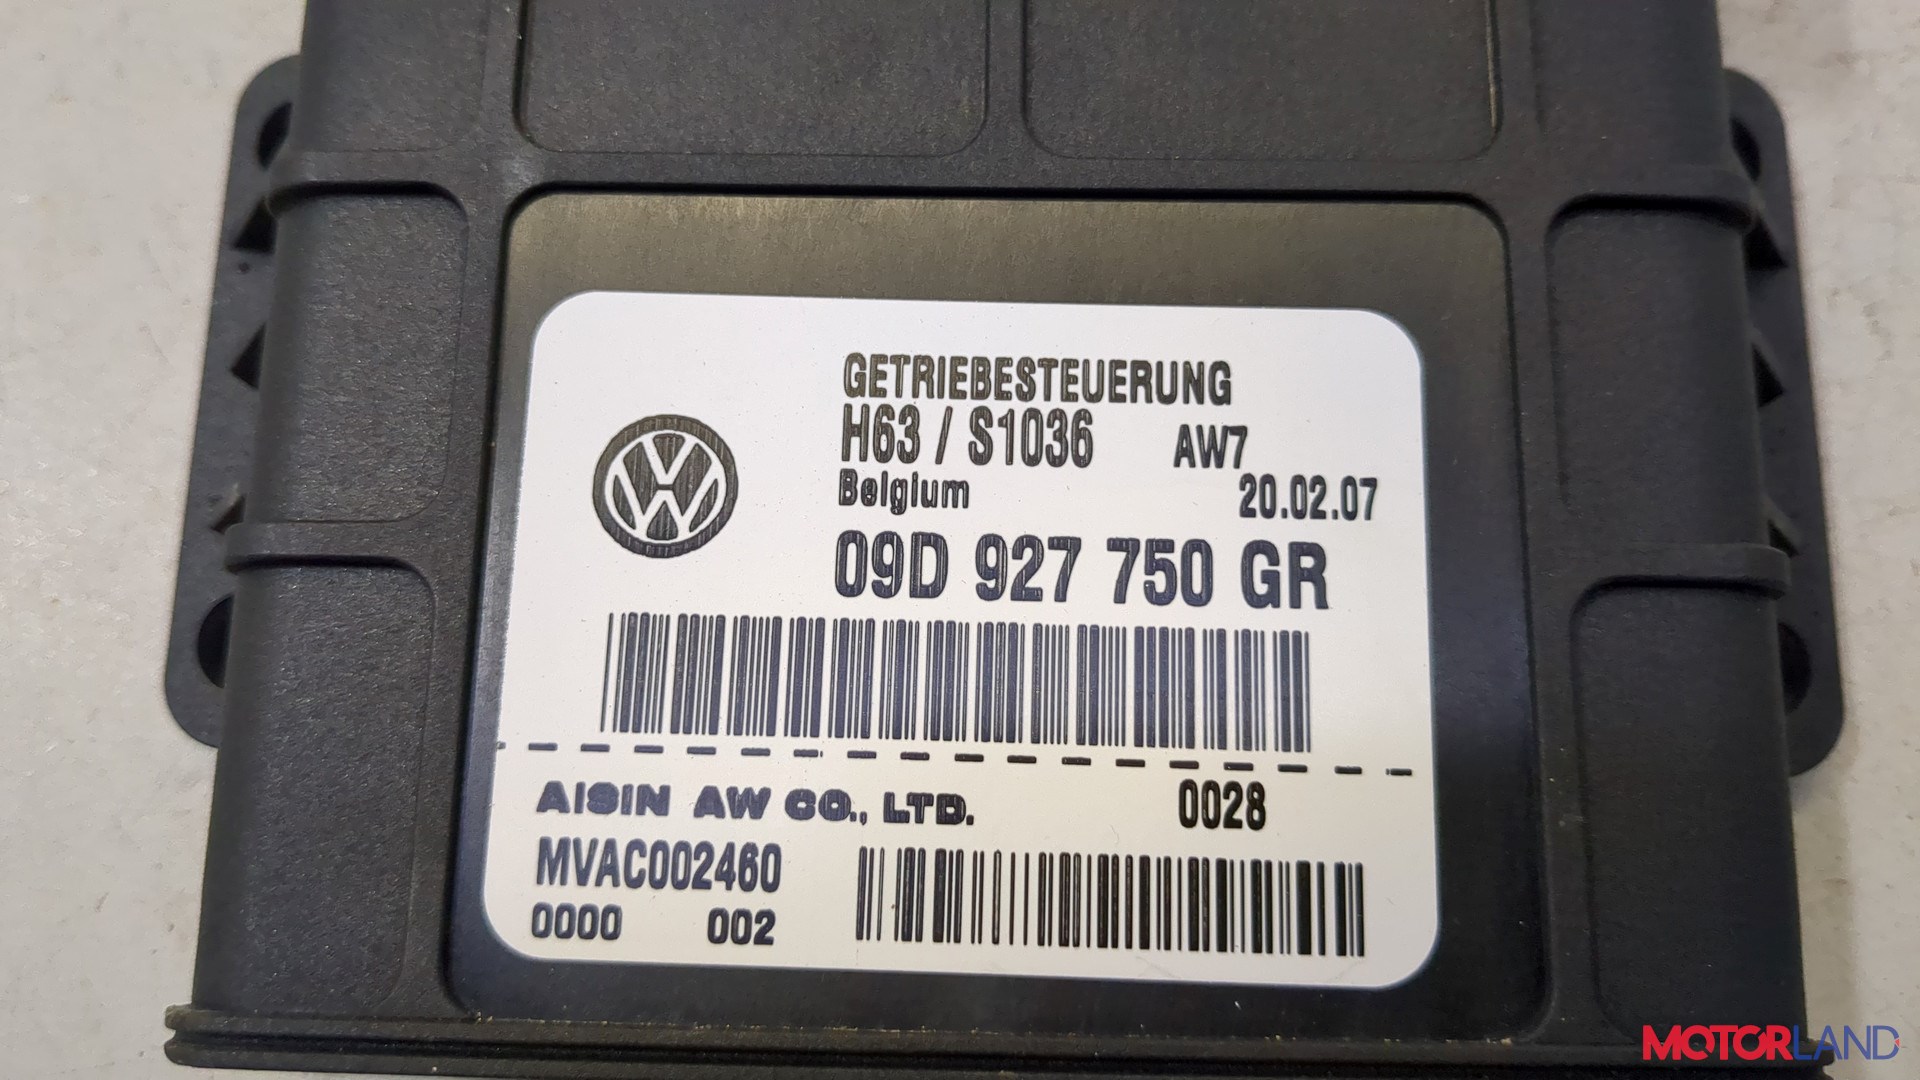 GETRIEBESTEUERUNG
H63 / S1036 AW7
Belgium 20.02.07
09D 927 750 GR
AISIN AW CO., LTD. 0028
MVAC002460
0000 002
MOTORLAND